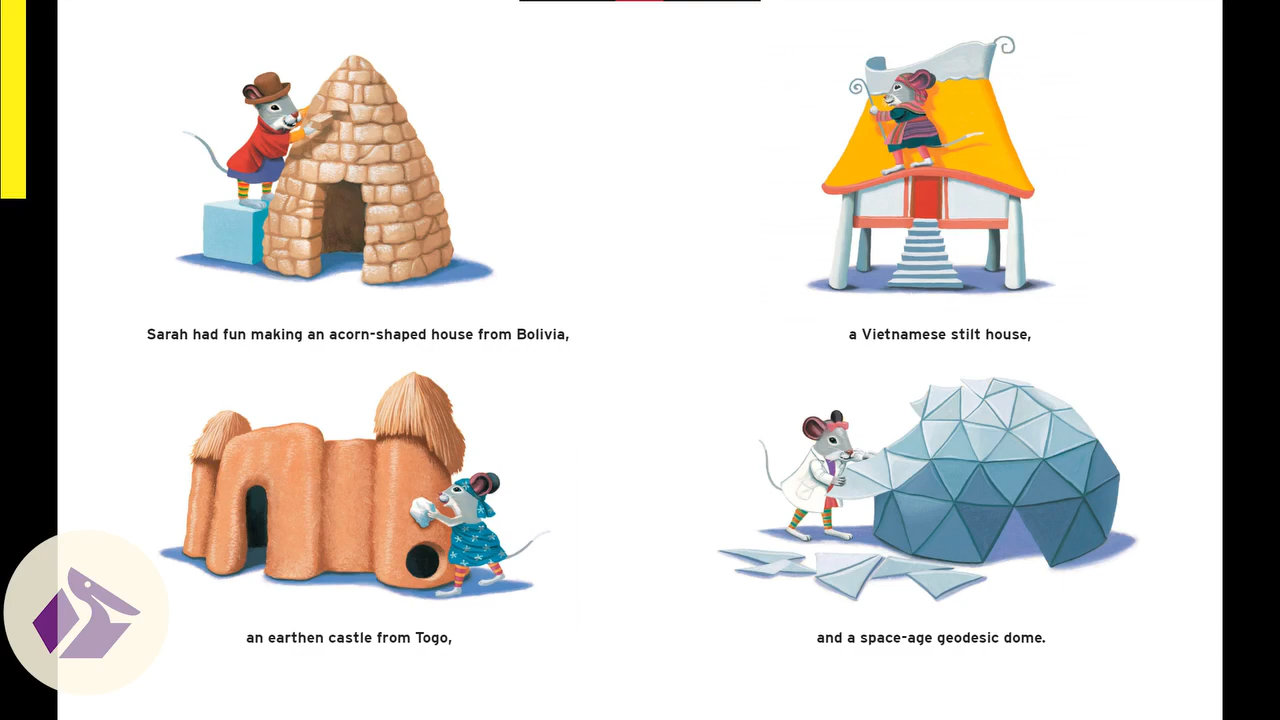 Sarah had fun making an acorn-shaped house from Bolivia,
a Vietnamese stilt house,
an earthen castle from Togo,
and a space-age geodesic dome.